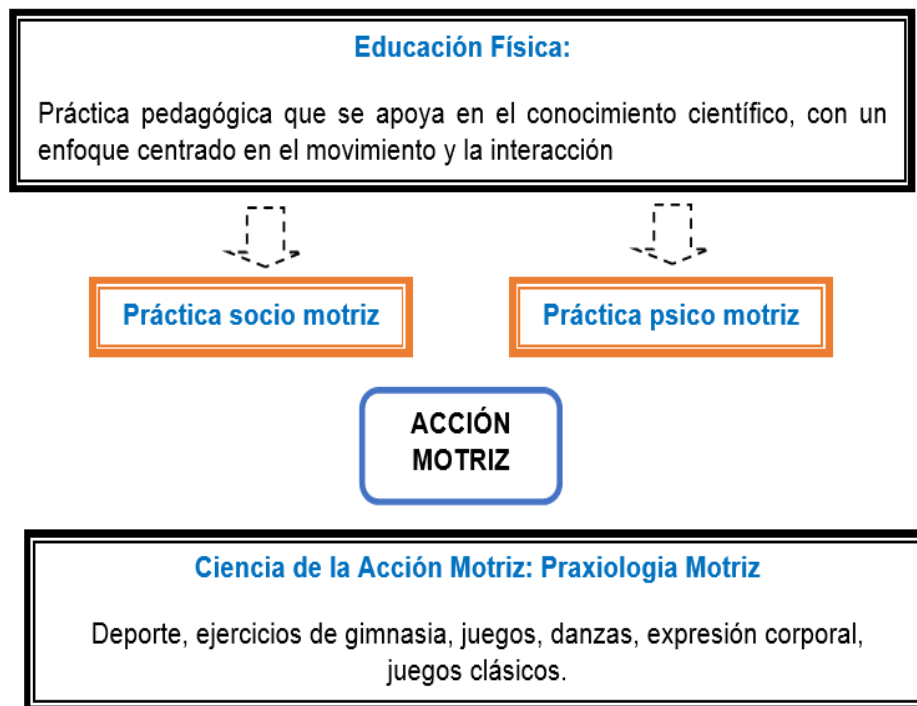 Educación Física:
Práctica pedagógica que se apoya en el conocimiento científico, con un
enfoque centrado en el movimiento y la interacción
Práctica socio motriz
Práctica psico motriz
ACCIÓN
MOTRIZ
Ciencia de la Acción Motriz: Praxiologia Motriz
Deporte, ejercicios de gimnasia, juegos, danzas, expresión corporal,
juegos clásicos.